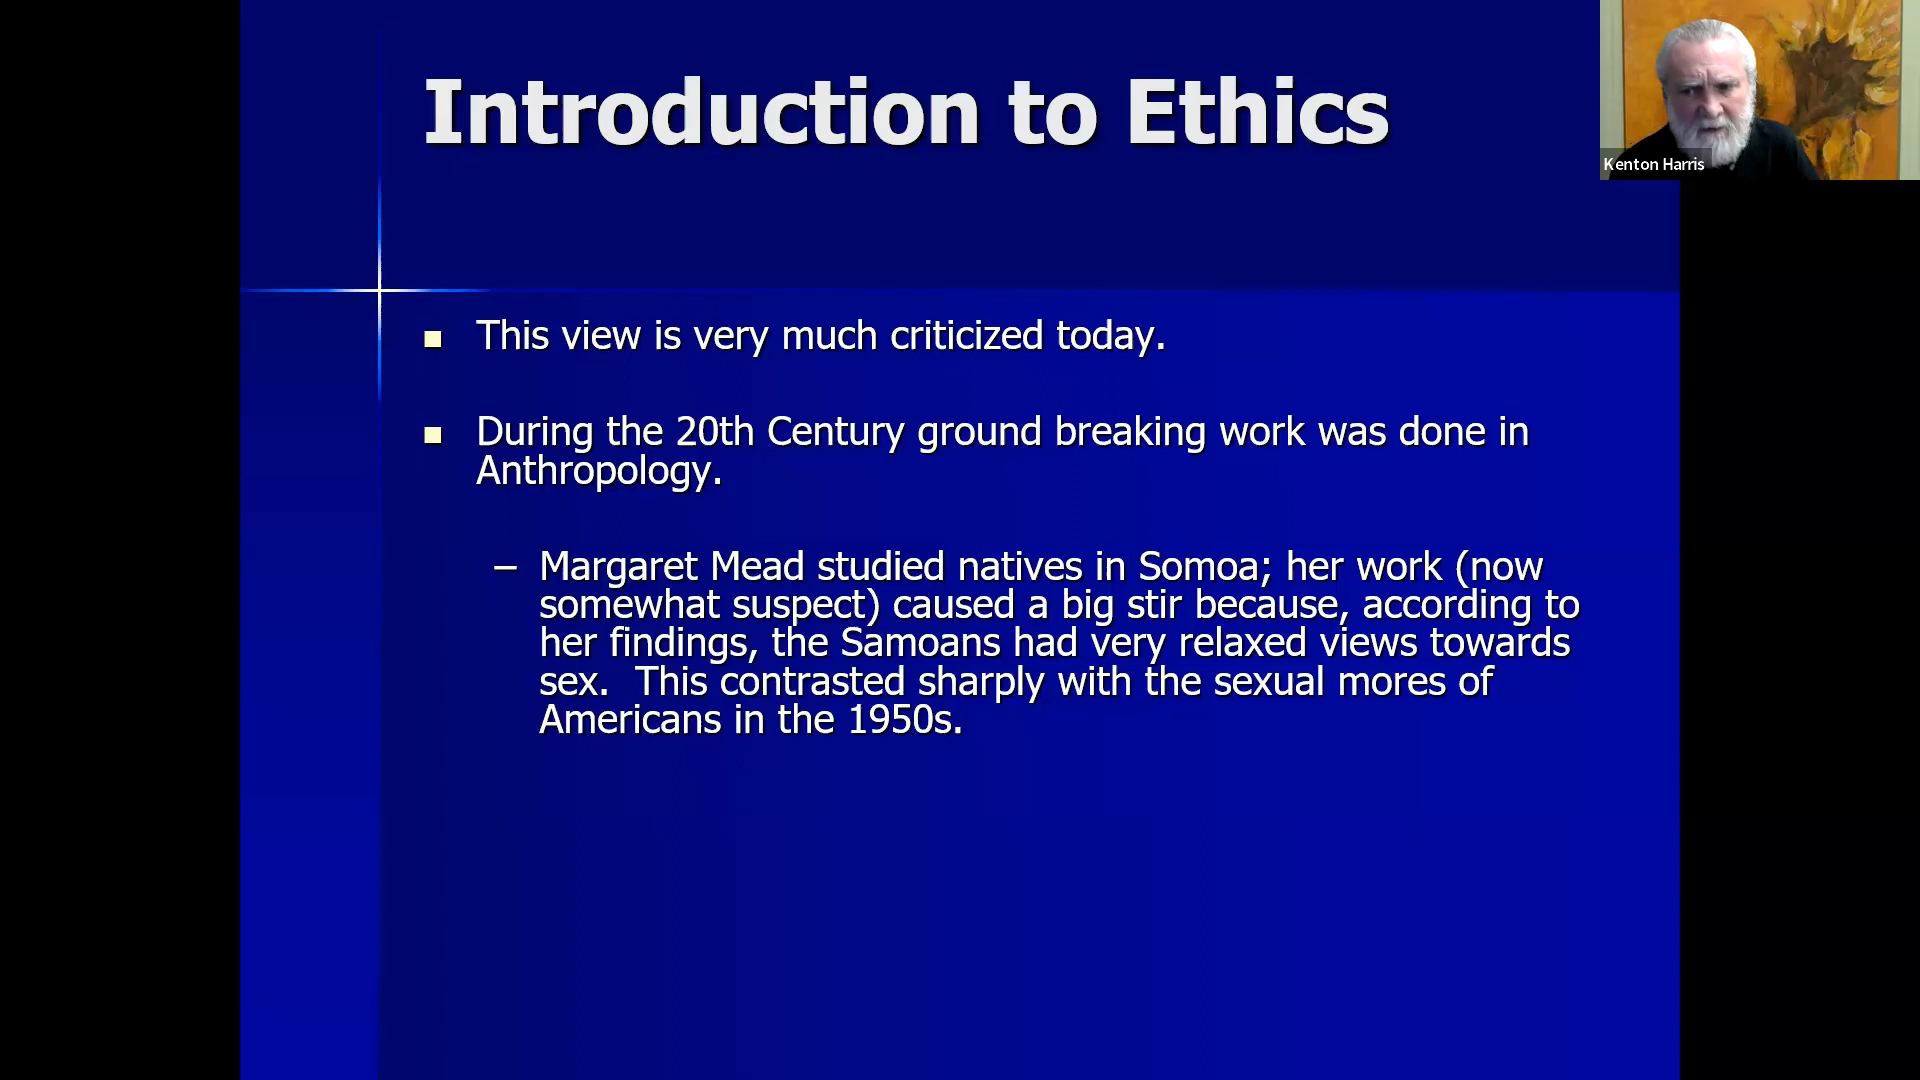 Introduction to Ethics
Kenton Harris
This view is very much criticized today.
During the 20th Century ground breaking work was done in
Anthropology.
– Margaret Mead studied natives in Somoa; her work (now
somewhat suspect) caused a big stir because, according to
her findings, the Samoans had very relaxed views towards
sex.  This contrasted sharply with the sexual mores of
Americans in the 1950s.